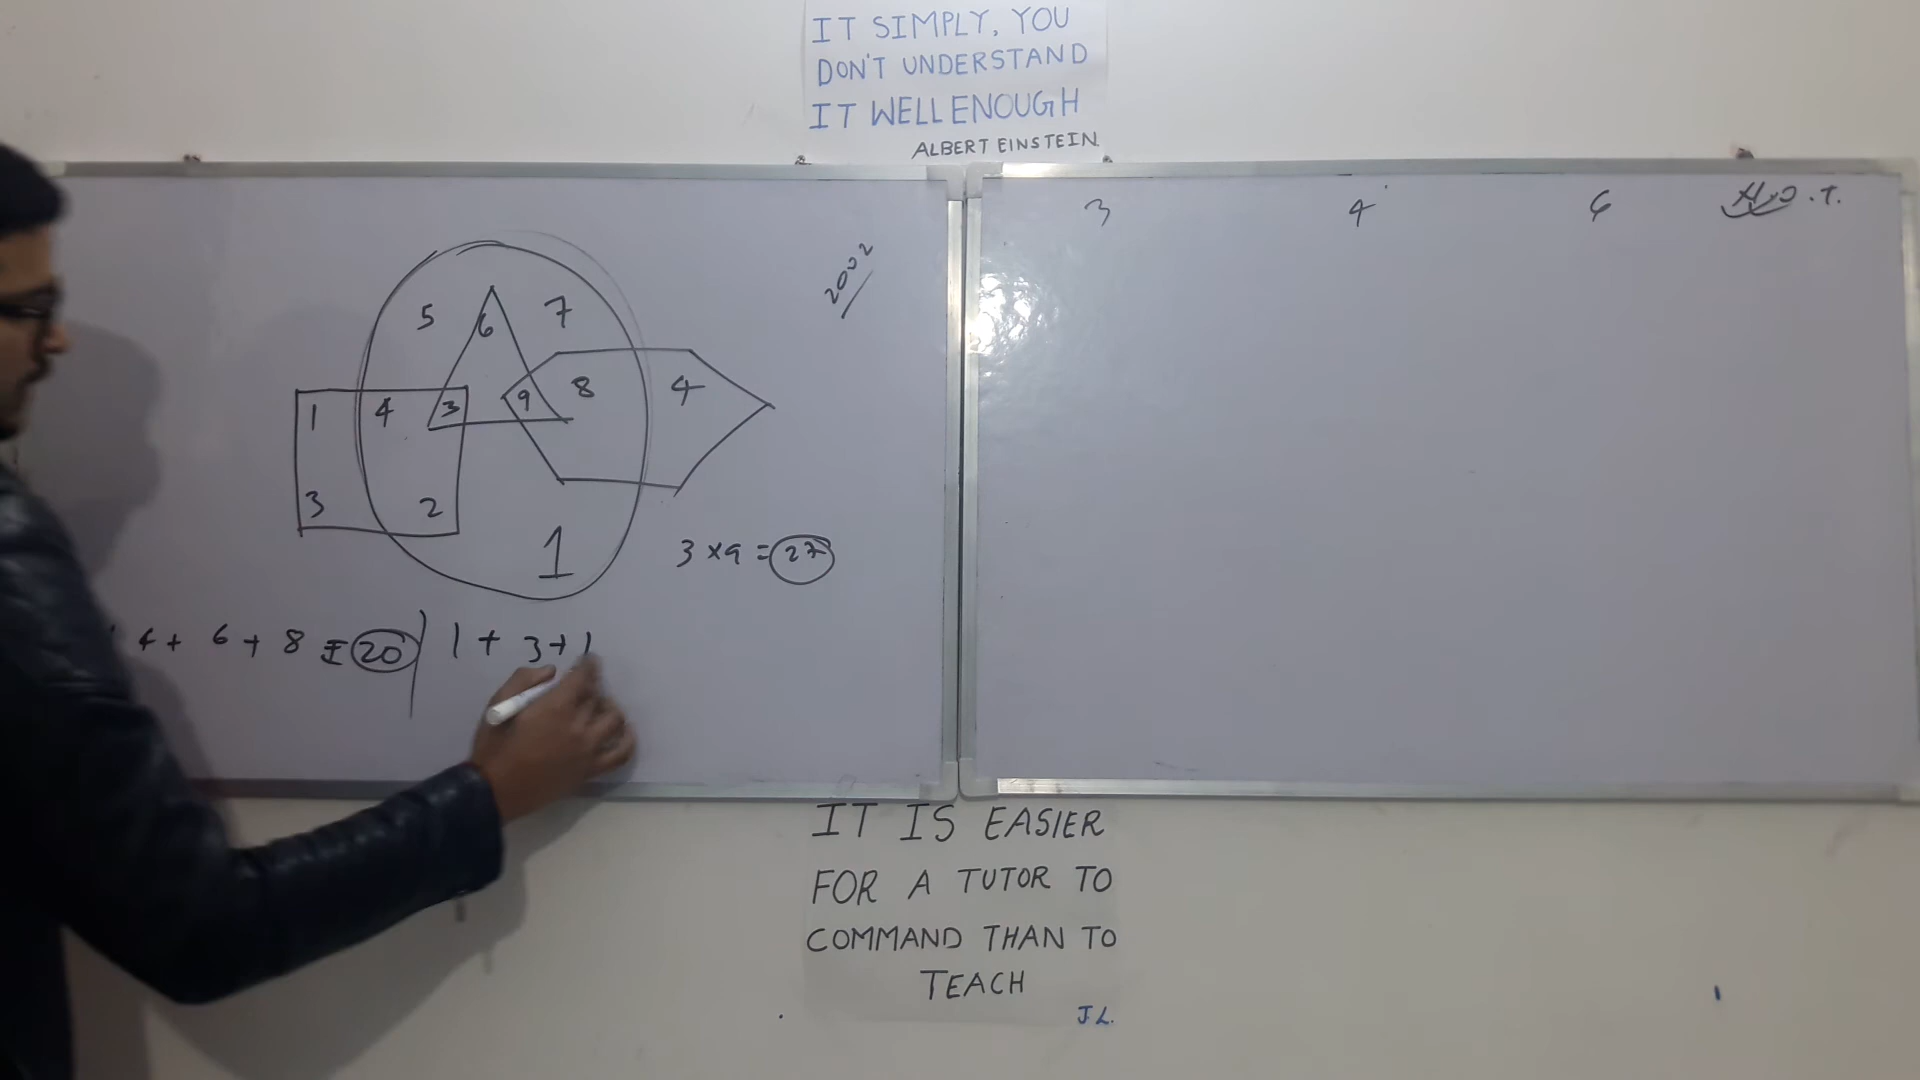 IT SIMPLY, YOU
DON'T UNDERSTAND
IT WELL ENOUGH
ALBERT EINSTEIN.
2002
5 6 7
1 4 3 9 8 4
3 2
1
3 × 9 = 27
4 + 6 + 8 = 20
1 + 3 + 1
3 4 6
IT IS EASIER
FOR A TUTOR TO
COMMAND THAN TO
TEACH
J.L.